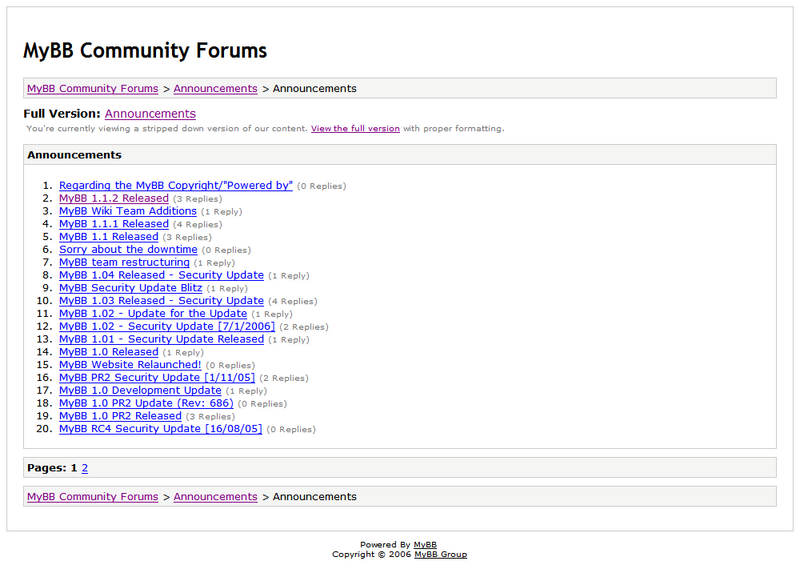 MyBB Community Forums
MyBB Community Forums > Announcements > Announcements
Full Version: Announcements
You're currently viewing a stripped down version of our content. View the full version with proper formatting.
Announcements
1. Regarding the MyBB Copyright/"Powered by" (0 Replies)
2. MyBB 1.1.2 Released (3 Replies)
3. MyBB Wiki Team Additions (1 Reply)
4. MyBB 1.1.1 Released (4 Replies)
5. MyBB 1.1 Released (3 Replies)
6. Sorry about the downtime (0 Replies)
7. MyBB team restructuring (1 Reply)
8. MyBB 1.04 Released - Security Update (1 Reply)
9. MyBB Security Update Blitz (1 Reply)
10. MyBB 1.03 Released - Security Update (4 Replies)
11. MyBB 1.02 - Update for the Update (1 Reply)
12. MyBB 1.02 - Security Update [7/1/2006] (2 Replies)
13. MyBB 1.01 - Security Update Released (1 Reply)
14. MyBB 1.0 Released (1 Reply)
15. MyBB Website Relaunched! (0 Replies)
16. MyBB PR2 Security Update [1/11/05] (2 Replies)
17. MyBB 1.0 Development Update (1 Reply)
18. MyBB 1.0 PR2 Update (Rev: 686) (0 Replies)
19. MyBB 1.0 PR2 Released (3 Replies)
20. MyBB RC4 Security Update [16/08/05] (0 Replies)
Pages: 1 2
MyBB Community Forums > Announcements > Announcements
Powered By MyBB
Copyright © 2006 MyBB Group